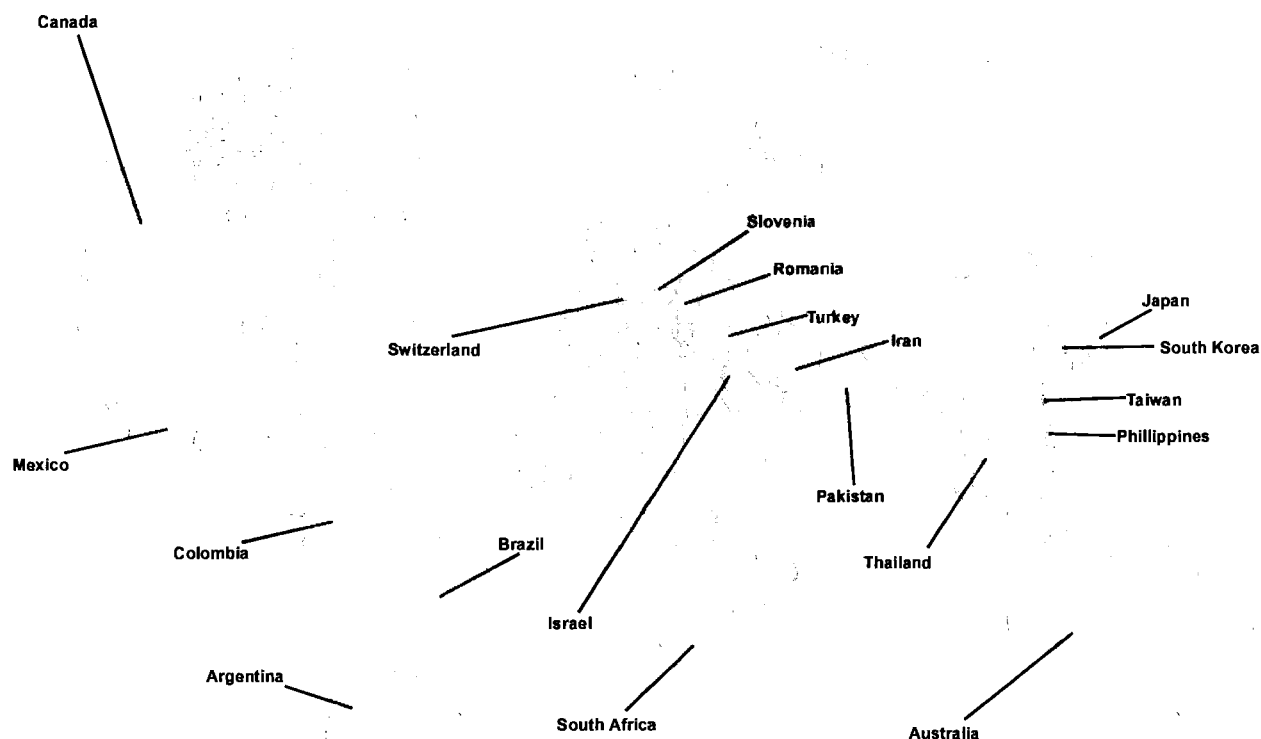 Canada
Slovenia
Romania
Japan
Turkey
Iran
Switzerland
South Korea
Taiwan
Phillippines
Mexico
Pakistan
Colombia
Brazil
Thailand
Israel
Argentina
South Africa
Australia